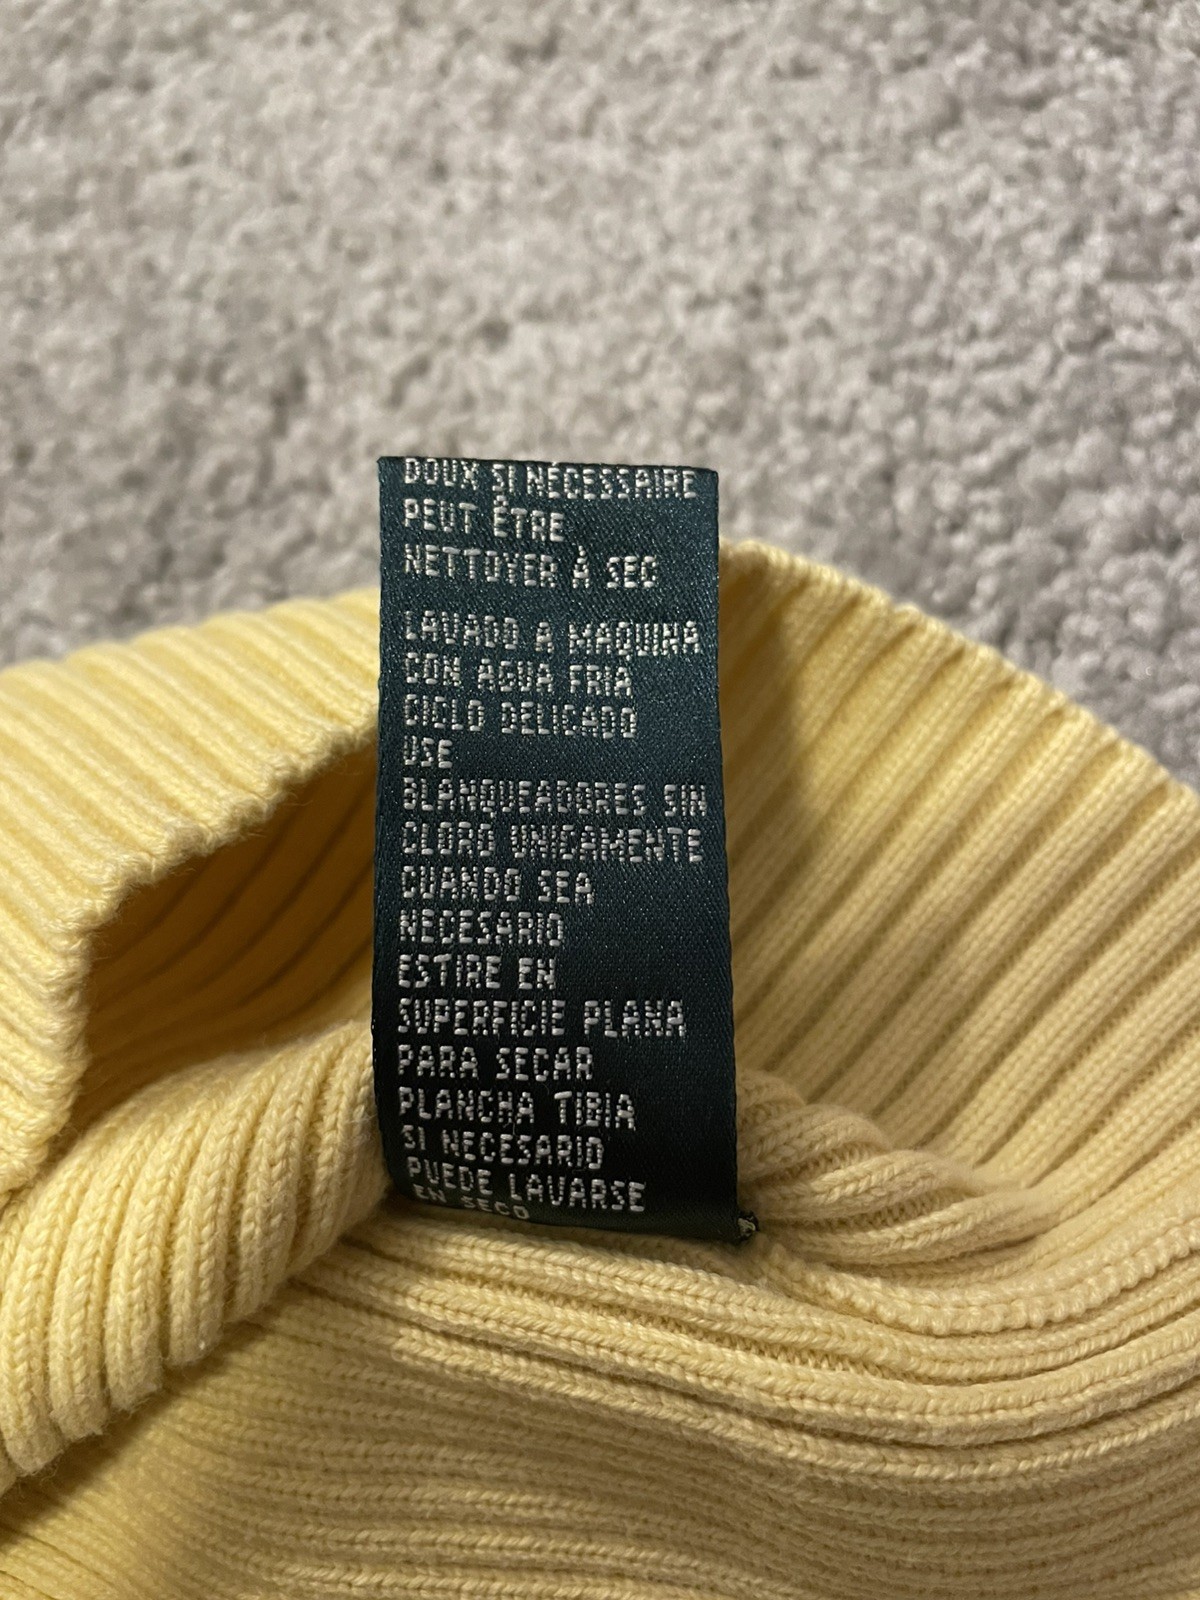 DOUX SI NÉCESSAIRE
PEUT ÊTRE
NETTOYER À SEC
LAVADO A MAQUINA
CON AGUA FRIA
CICLO DELICADO
USE
BLANQUEADORES SIN
CLORO UNICAMENTE
CUANDO SEA
NECESARIO
ESTIRE EN
SUPERFICIE PLANA
PARA SECAR
PLANCHA TIBIA
SI NECESARIO
PUEDE LAVARSE
EN SECO